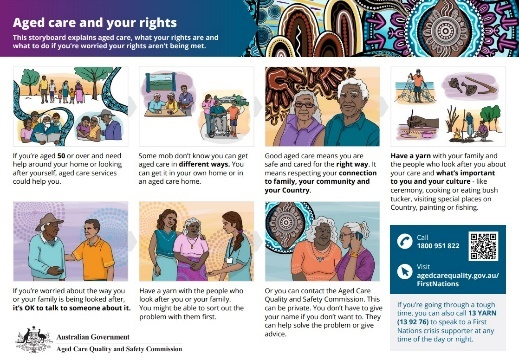 Aged care and your rights
This storyboard explains aged care, what your rights are and
what to do if you're worried your rights aren't being met.
If you're aged 50 or over and need
help around your home or looking
after yourself, aged care services
could help you.
Some mob don't know you can get
aged care in different ways. You
can get it in your own home or in
an aged care home.
Good aged care means you are
safe and cared for the right way. It
means respecting your connection
to family, your community and
your Country.
Have a yarn with your family and
the people who look after you about
your care and what's important
to you and your culture - like
ceremony, cooking or eating bush
tucker, visiting special places on
Country, painting or fishing.
If you're worried about the way you
or your family is being looked after,
it's OK to talk to someone about it.
Have a yarn with the people who
look after you or your family.
You might be able to sort out the
problem with them first.
Or you can contact the Aged Care
Quality and Safety Commission. This
can be private. You don't have to give
your name if you don't want to. They
can help solve the problem or give
advice.
Call
1800 951 822
Visit
agedcarequality.gov.au/
FirstNations
If you're going through a tough
time, you can also call 13 YARN
(13 92 76) to speak to a First
Nations crisis supporter at any
time of the day or night.
Australian Government
Aged Care Quality and Safety Commission